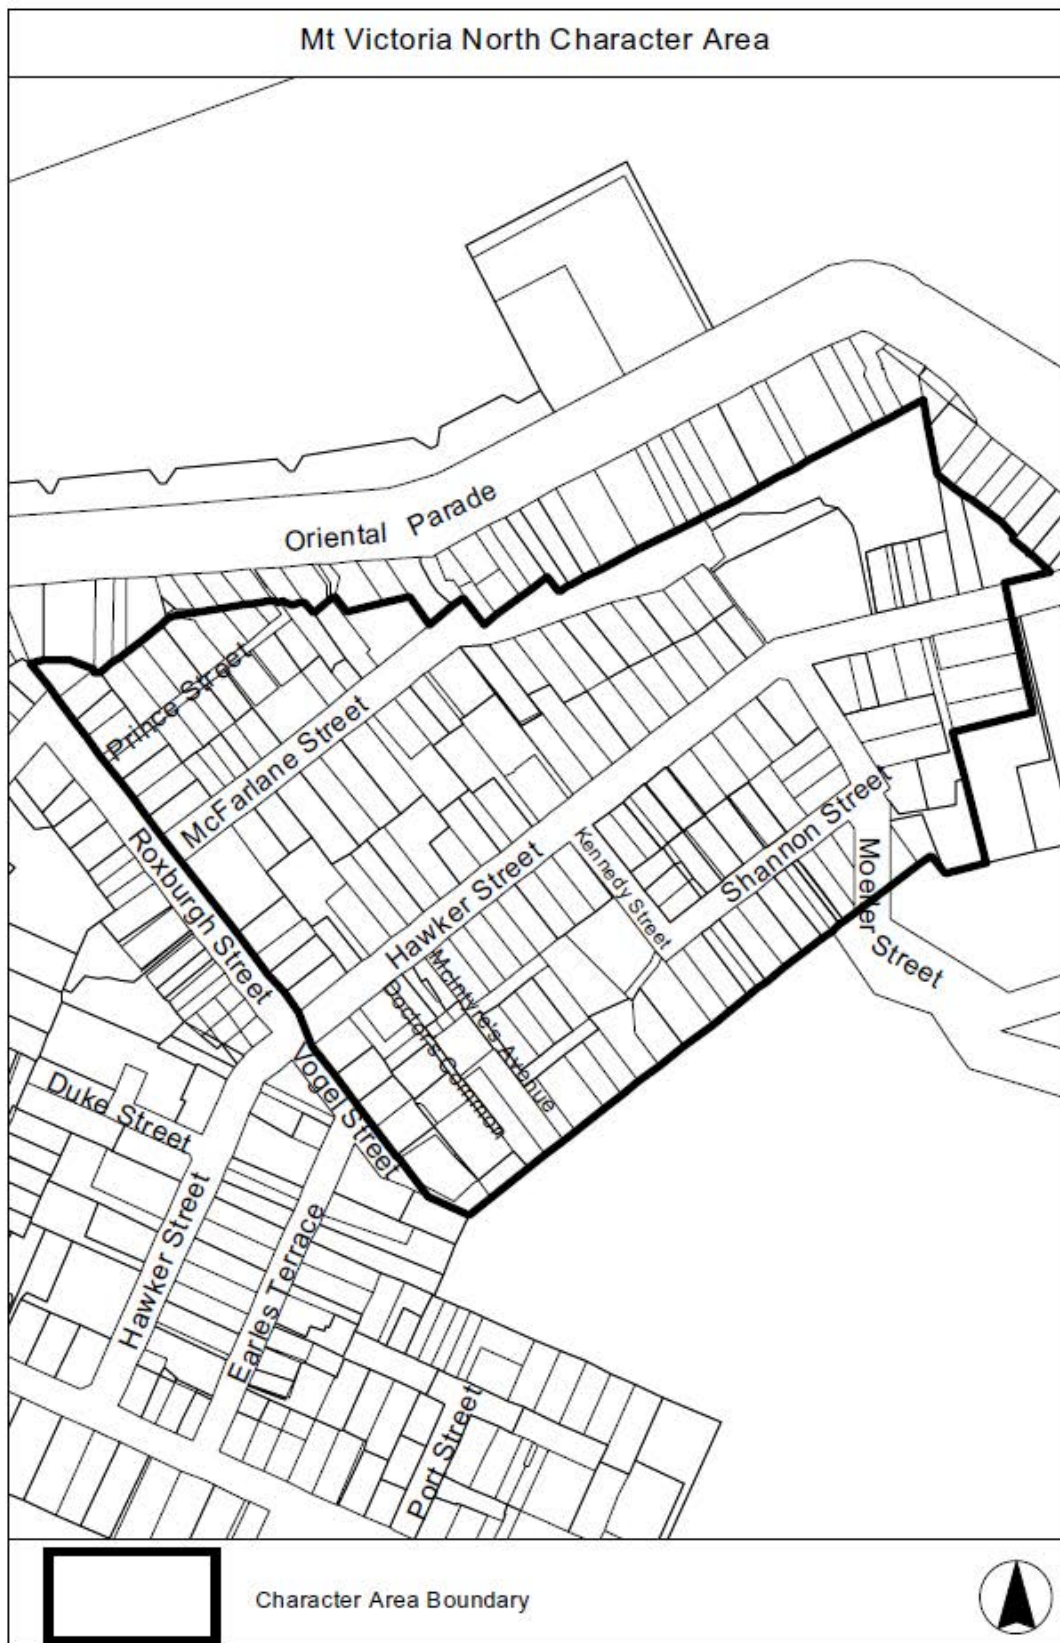 Mt Victoria North Character Area
Oriental Parade
Prince Street
McFarlane Street
Roxburgh Street
Hawker Street
Kennedy Street
Shannon Street
Moeller Street
McIntyre's Avenue
Doctor's Common
Vogel Street
Duke Street
Hawker Street
Earles Terrace
Port Street
Character Area Boundary